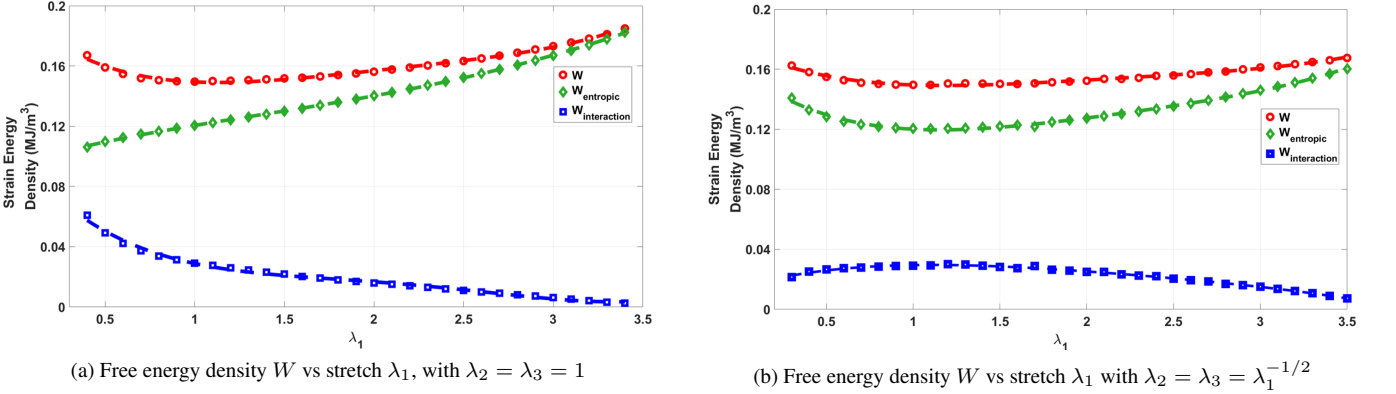 Strain Energy
Density (MJ/m³)
0.2
0.16
0.12
0.08
0.04
0
0.5
1
1.5
2
2.5
3
3.5
λ₁
W
W_entropic
W_interaction
(a) Free energy density W vs stretch λ₁, with λ₂ = λ₃ = 1
Strain Energy
Density (MJ/m³)
0.2
0.16
0.12
0.08
0.04
0
0.5
1
1.5
2
2.5
3
3.5
λ₁
W
W_entropic
W_interaction
(b) Free energy density W vs stretch λ₁ with λ₂ = λ₃ = λ₁^{-1/2}